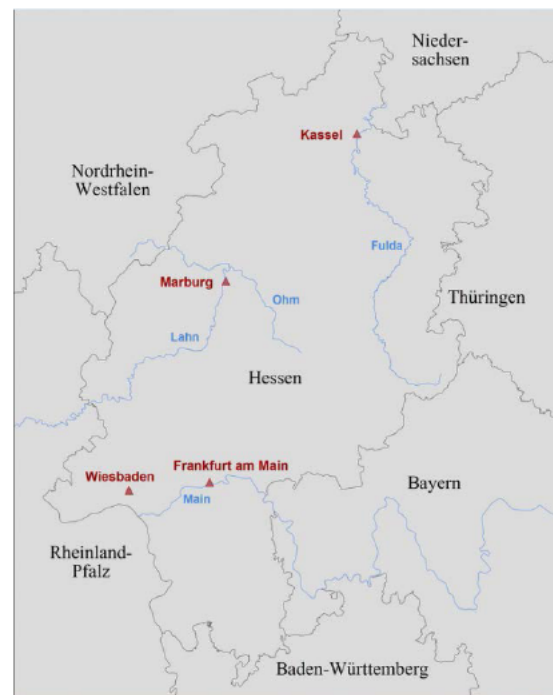 Nieder-
sachsen
Kassel
Nordrhein-
Westfalen
Fulda
Marburg
Ohm
Thüringen
Lahn
Hessen
Wiesbaden
Frankfurt am Main
Bayern
Main
Rheinland-
Pfalz
Baden-Württemberg